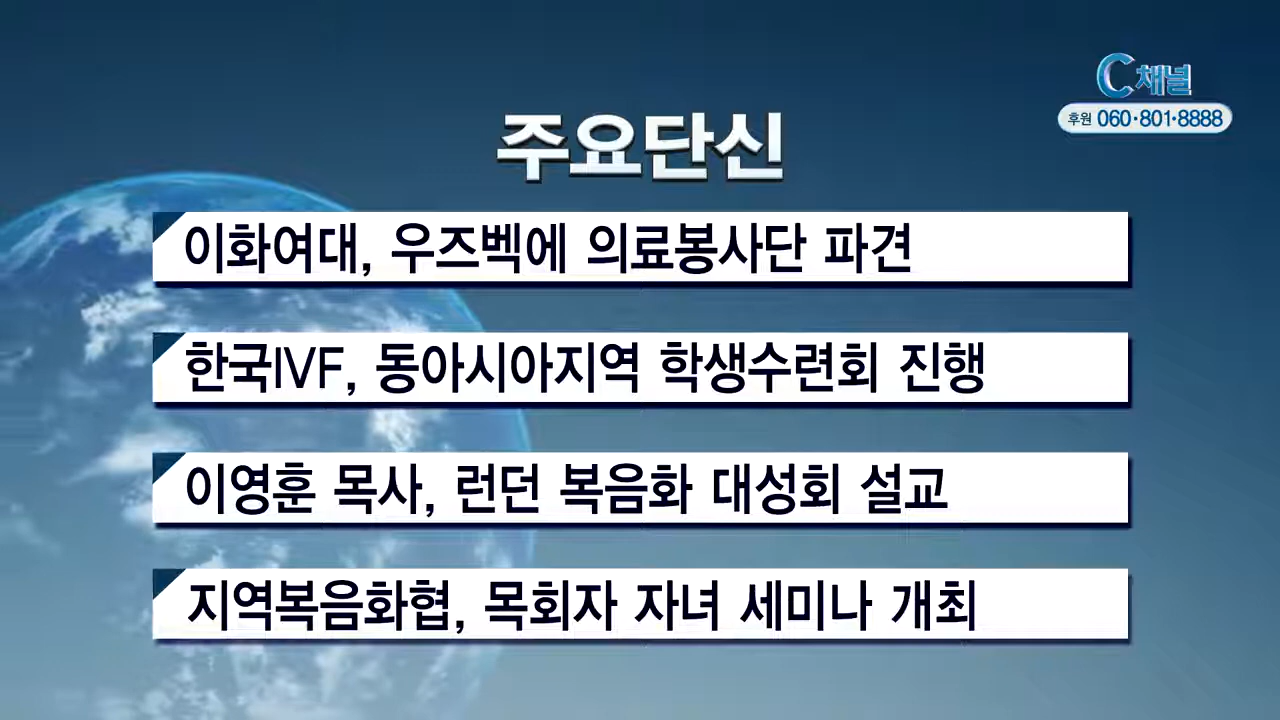 C채널
후원 060·801·8888
주요단신
이화여대, 우즈벡에 의료봉사단 파견
한국IVF, 동아시아지역 학생수련회 진행
이영훈 목사, 런던 복음화 대성회 설교
지역복음화협, 목회자 자녀 세미나 개최